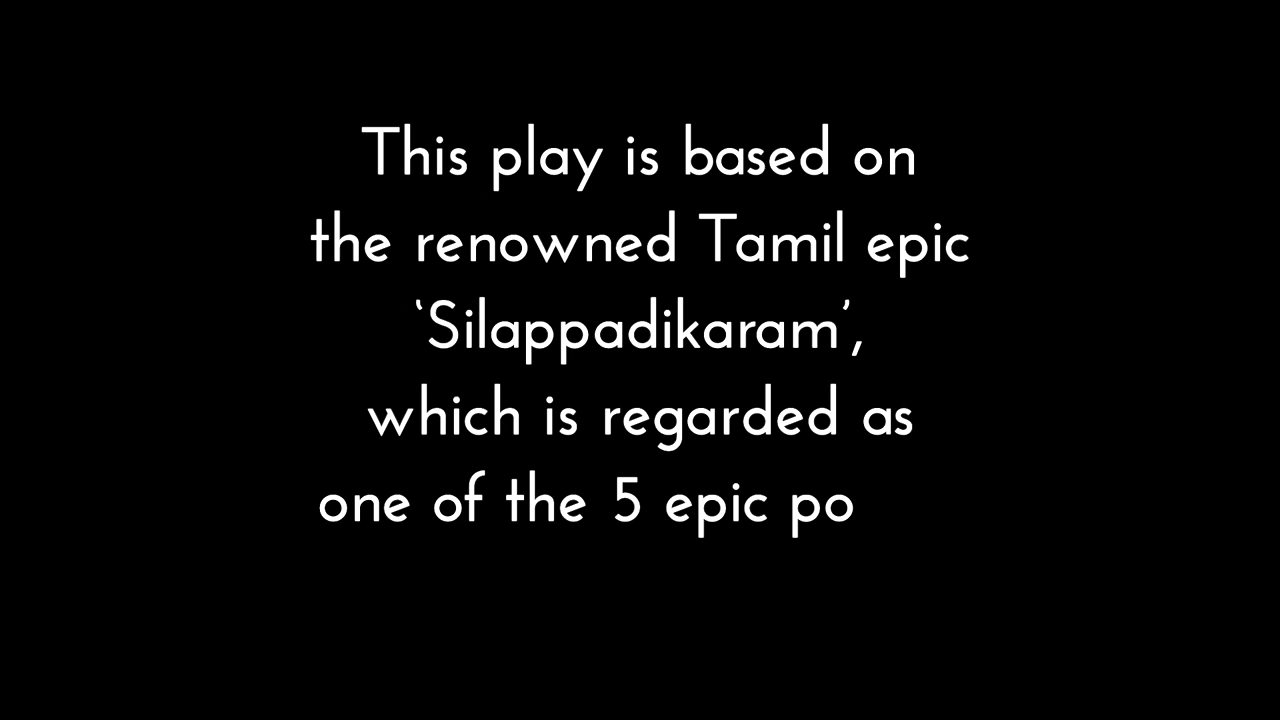 This play is based on
the renowned Tamil epic
‘Silappadikaram’,
which is regarded as
one of the 5 epic po